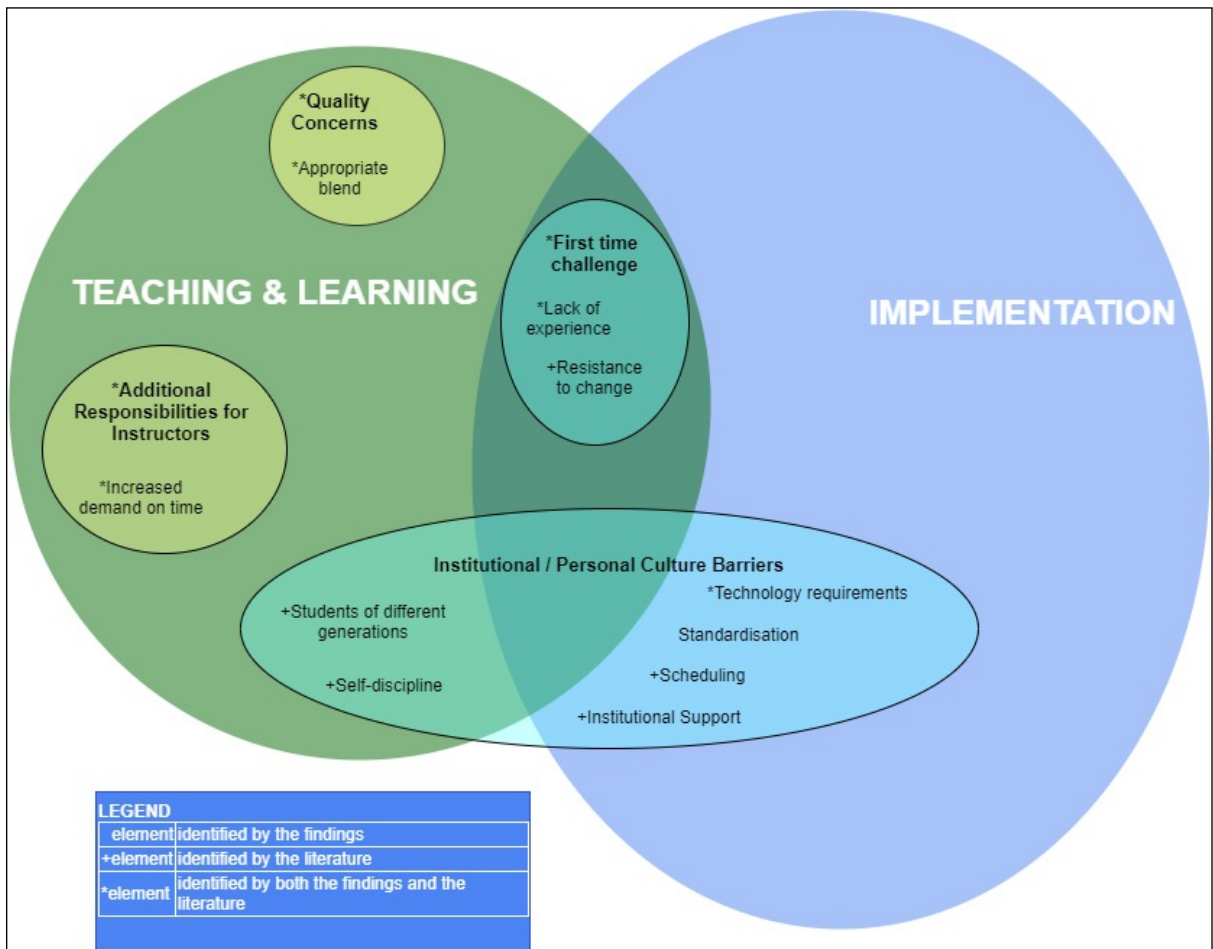 *Quality
Concerns
*Appropriate
blend
TEACHING & LEARNING
*First time
challenge
*Lack of
experience
+Resistance
to change
IMPLEMENTATION
*Additional
Responsibilities for
Instructors
*Increased
demand on time
Institutional / Personal Culture Barriers
+Students of different
generations
+Self-discipline
*Technology requirements
Standardisation
+Scheduling
+Institutional Support
LEGEND
element identified by the findings
+element identified by the literature
*element identified by both the findings and the
literature